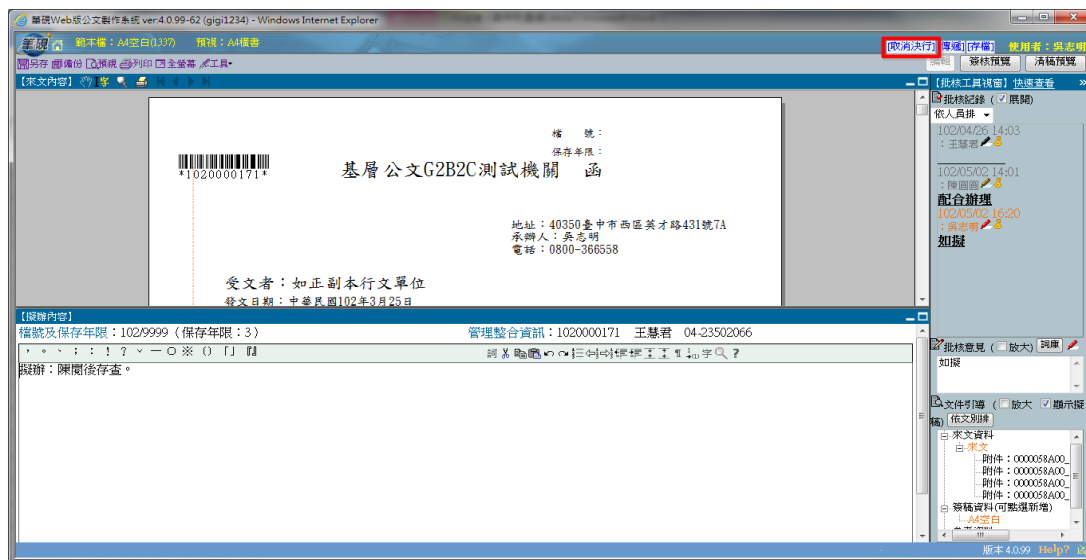 筆硯Web版公文製作系統 ver:4.0.99-62 (gigi1234) - Windows Internet Explorer
筆硯 範本檔：A4空白(1337) 預視：A4橫書 [取消決行] [傳遞] [存檔] 使用者：吳志明
另存 備份 預視 列印 全螢幕 工具 編輯 簽核預覽 清稿預覽
【來文內容】
檔 號：
保存年限：
*1020000171*
基層公文G2B2C測試機關 函
地址：40350臺中市西區英才路431號7A
承辦人：吳志明
電話：0800-366558
受文者：如正副本行文單位
發文日期：中華民國102年3月25日
【擬辦內容】
檔號及保存年限：102/9999（保存年限：3） 管理整合資訊：1020000171 王慧君 04-23502066
， 。 、 ； ： ！ ？ ˇ — ○ ※ () 「」 『』
詞 字 ?
擬辦：陳閱後存查。
【批核工具視窗】 快速查看 »
批核記錄 ( 展開)
依人員排
102/04/26 14:03
：王慧君
102/05/02 14:01
：陳圓圓
配合辦理
102/05/02 16:20
：吳志明
如擬
批核意見 ( 放大) 詞庫
如擬
文件引導 ( 放大 顯示擬
稿) 依文別排
來文資料
來文
附件：0000058A00_
附件：0000058A00_
附件：0000058A00_
附件：0000058A00_
簽稿資料(可點選新增)
A4空白
版本 4.0.99 Help?